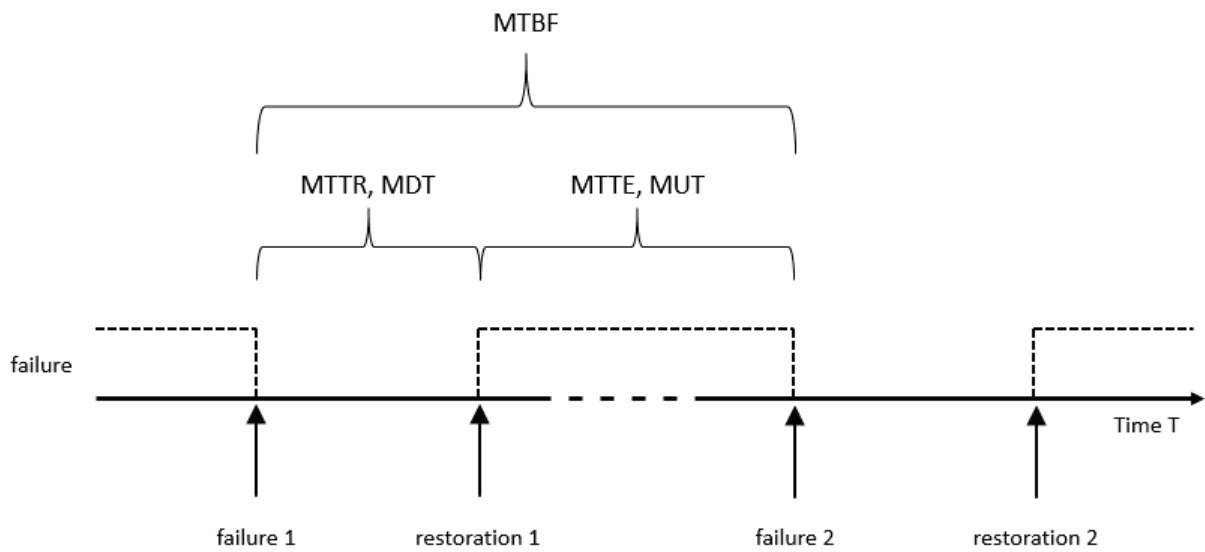 MTBF
MTTR, MDT
MTTE, MUT
failure
Time T
failure 1
restoration 1
failure 2
restoration 2